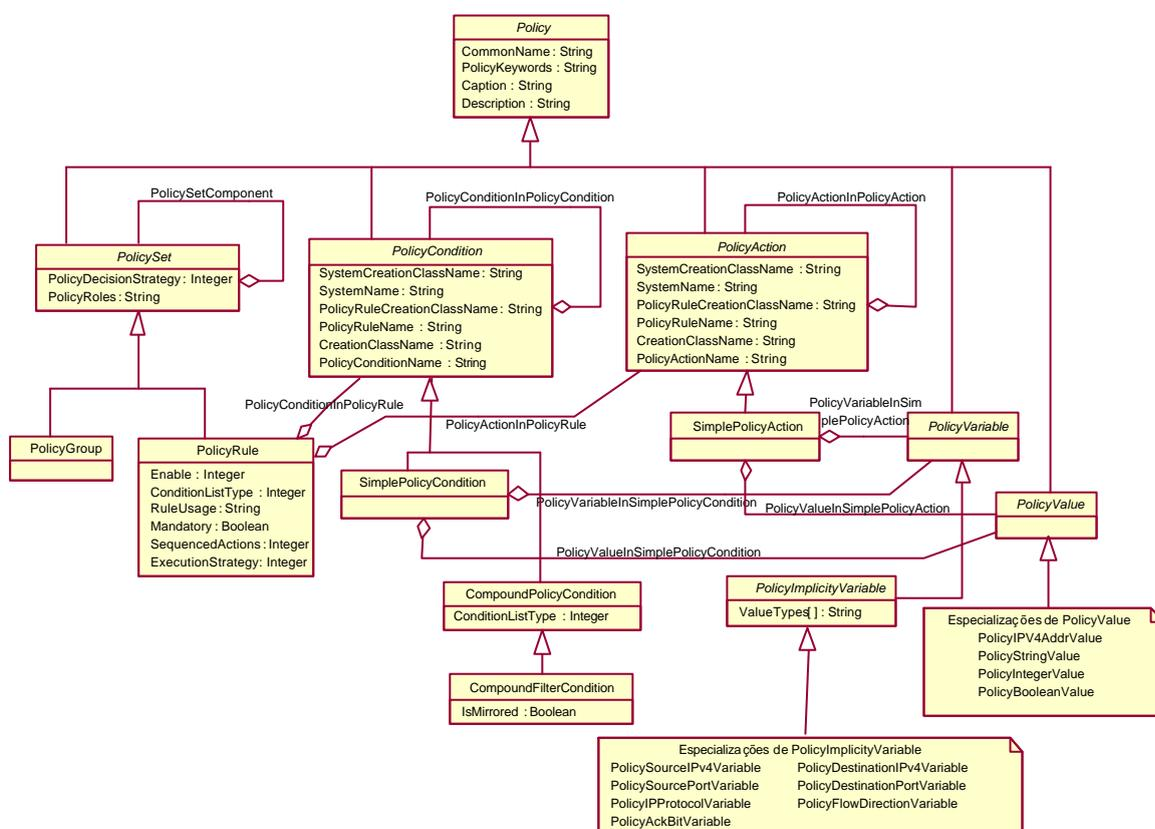 Policy
CommonName : String
PolicyKeywords : String
Caption : String
Description : String
PolicySetComponent
PolicyConditionInPolicyCondition
PolicyActionInPolicyAction
PolicySet
PolicyDecisionStrategy : Integer
PolicyRoles : String
PolicyCondition
SystemCreationClassName : String
SystemName : String
PolicyRuleCreationClassName : String
PolicyRuleName : String
CreationClassName : String
PolicyConditionName : String
PolicyAction
SystemCreationClassName : String
SystemName : String
PolicyRuleCreationClassName : String
PolicyRuleName : String
CreationClassName : String
PolicyActionName : String
PolicyConditionInPolicyRule
PolicyActionInPolicyRule
PolicyVariableInSim
plePolicyAction
SimplePolicyAction
PolicyVariable
PolicyGroup
PolicyRule
Enable : Integer
ConditionListType : Integer
RuleUsage : String
Mandatory : Boolean
SequencedActions : Integer
ExecutionStrategy : Integer
SimplePolicyCondition
PolicyVariableInSimplePolicyCondition
PolicyValueInSimplePolicyAction
PolicyValue
PolicyValueInSimplePolicyCondition
CompoundPolicyCondition
ConditionListType : Integer
PolicyImplicityVariable
ValueTypes[ ] : String
Especializações de PolicyValue
PolicyIPV4AddrValue
PolicyStringValue
PolicyIntegerValue
PolicyBooleanValue
CompoundFilterCondition
IsMirrored : Boolean
Especializações de PolicyImplicityVariable
PolicySourceIPv4Variable PolicyDestinationIPv4Variable
PolicySourcePortVariable PolicyDestinationPortVariable
PolicyIPProtocolVariable PolicyFlowDirectionVariable
PolicyAckBitVariable